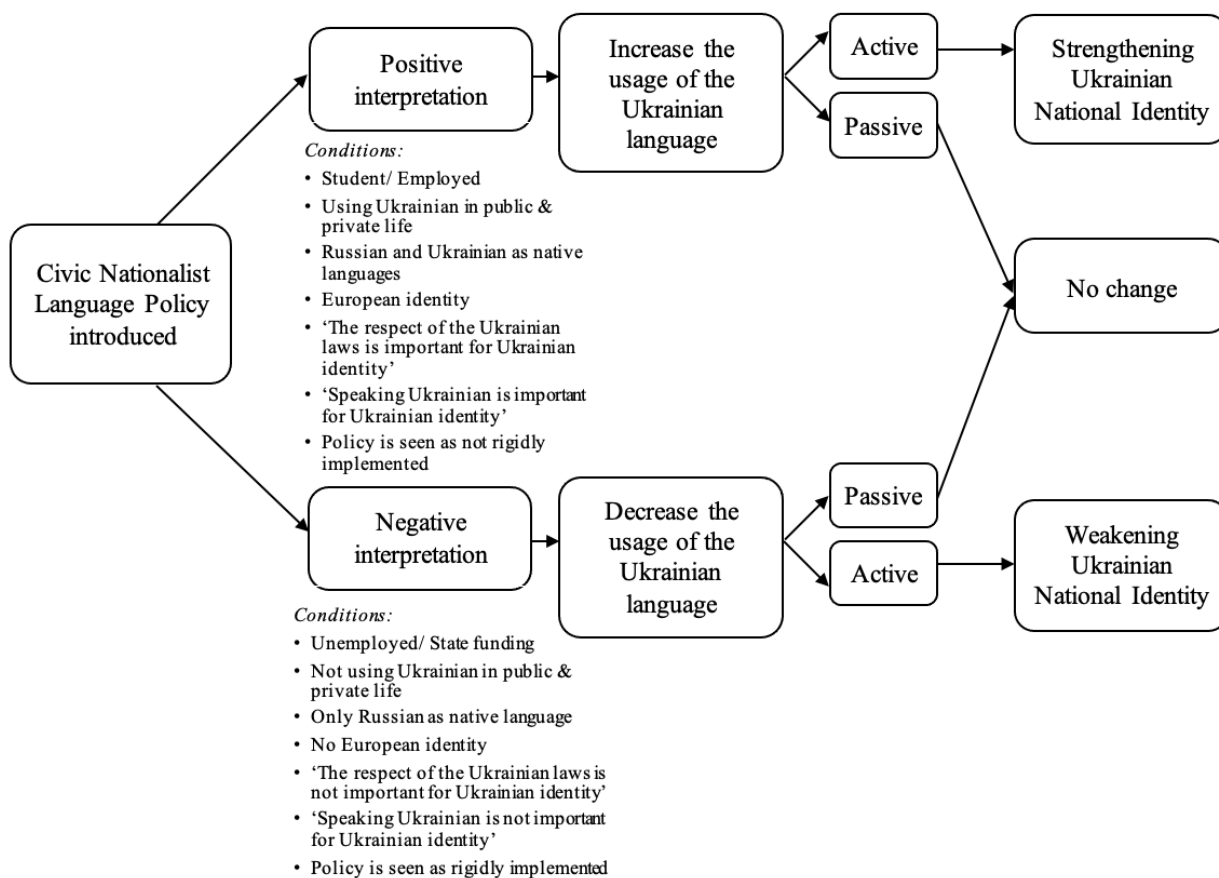 Positive
interpretation
Increase the
usage of the
Ukrainian
language
Active
Passive
Strengthening
Ukrainian
National Identity
Conditions:
• Student/ Employed
• Using Ukrainian in public &
private life
• Russian and Ukrainian as native
languages
• European identity
• ‘The respect of the Ukrainian
laws is important for Ukrainian
identity’
• ‘Speaking Ukrainian is important
for Ukrainian identity’
• Policy is seen as not rigidly
implemented
Civic Nationalist
Language Policy
introduced
No change
Negative
interpretation
Decrease the
usage of the
Ukrainian
language
Passive
Active
Weakening
Ukrainian
National Identity
Conditions:
• Unemployed/ State funding
• Not using Ukrainian in public &
private life
• Only Russian as native language
• No European identity
• ‘The respect of the Ukrainian laws is
not important for Ukrainian identity’
• ‘Speaking Ukrainian is not important
for Ukrainian identity’
• Policy is seen as rigidly implemented